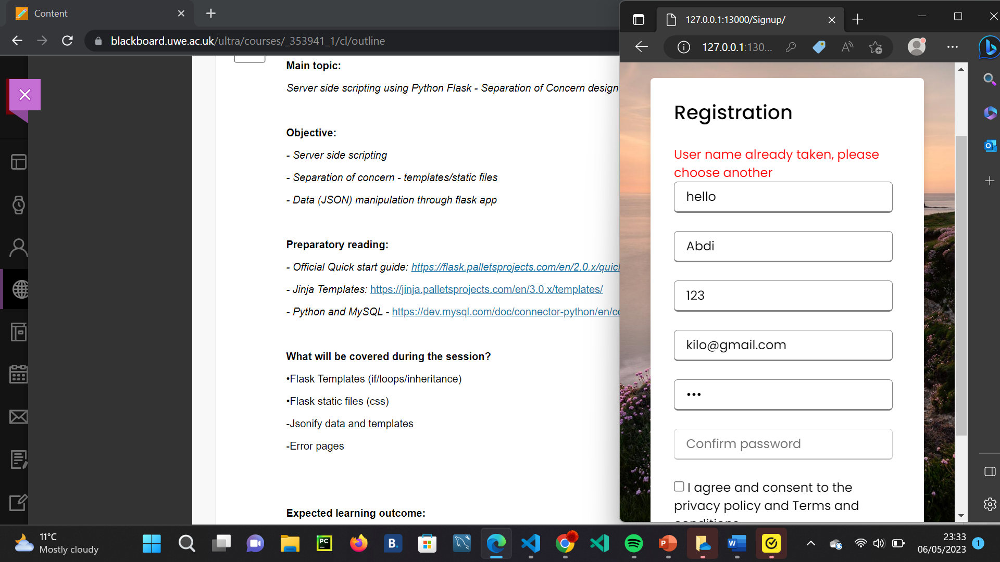 Content
blackboard.uwe.ac.uk/ultra/courses/_353941_1/cl/outline
Main topic:
Server side scripting using Python Flask - Separation of Concern design
Objective:
- Server side scripting
- Separation of concern - templates/static files
- Data (JSON) manipulation through flask app
Preparatory reading:
- Official Quick start guide: https://flask.palletsprojects.com/en/2.0.x/quic
- Jinja Templates: https://jinja.palletsprojects.com/en/3.0.x/templates/
- Python and MySQL - https://dev.mysql.com/doc/connector-python/en/co
What will be covered during the session?
•Flask Templates (if/loops/inheritance)
•Flask static files (css)
-Jsonify data and templates
-Error pages
Expected learning outcome:
127.0.0.1:13000/Signup/
127.0.0.1:130...
Registration
User name already taken, please
choose another
hello
Abdi
123
kilo@gmail.com
•••
Confirm password
I agree and consent to the
privacy policy and Terms and
conditions
11°C
Mostly cloudy
PC
B.
P
W
23:33
06/05/2023
1